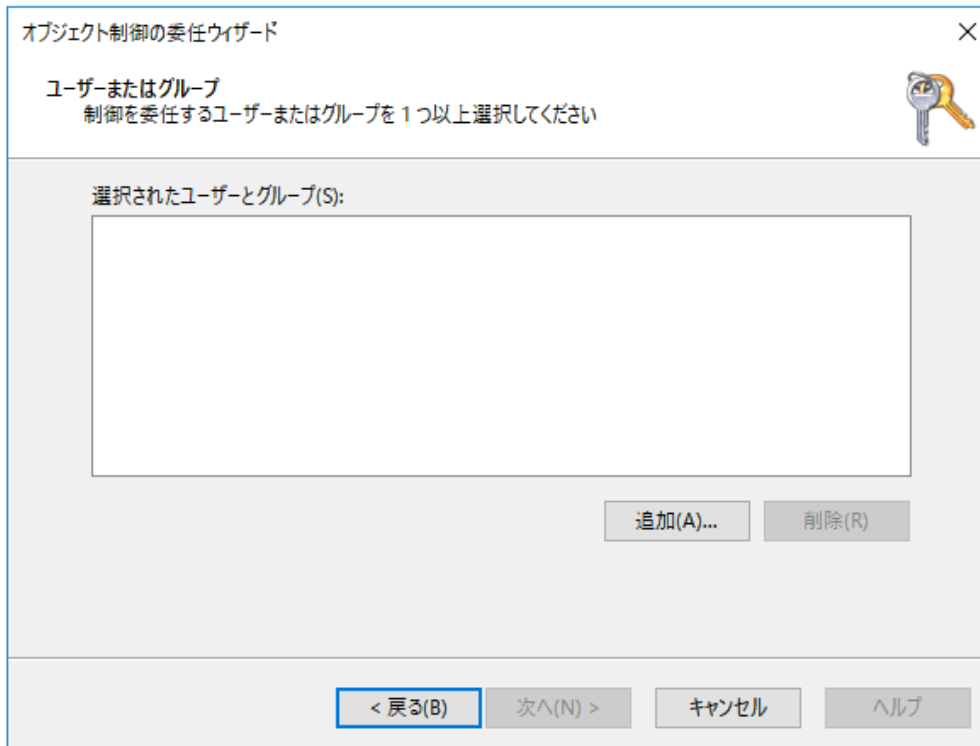 オブジェクト制御の委任ウィザード
ユーザーまたはグループ
制御を委任するユーザーまたはグループを 1 つ以上選択してください
選択されたユーザーとグループ(S):
追加(A)...
削除(R)
< 戻る(B)
次へ(N) >
キャンセル
ヘルプ